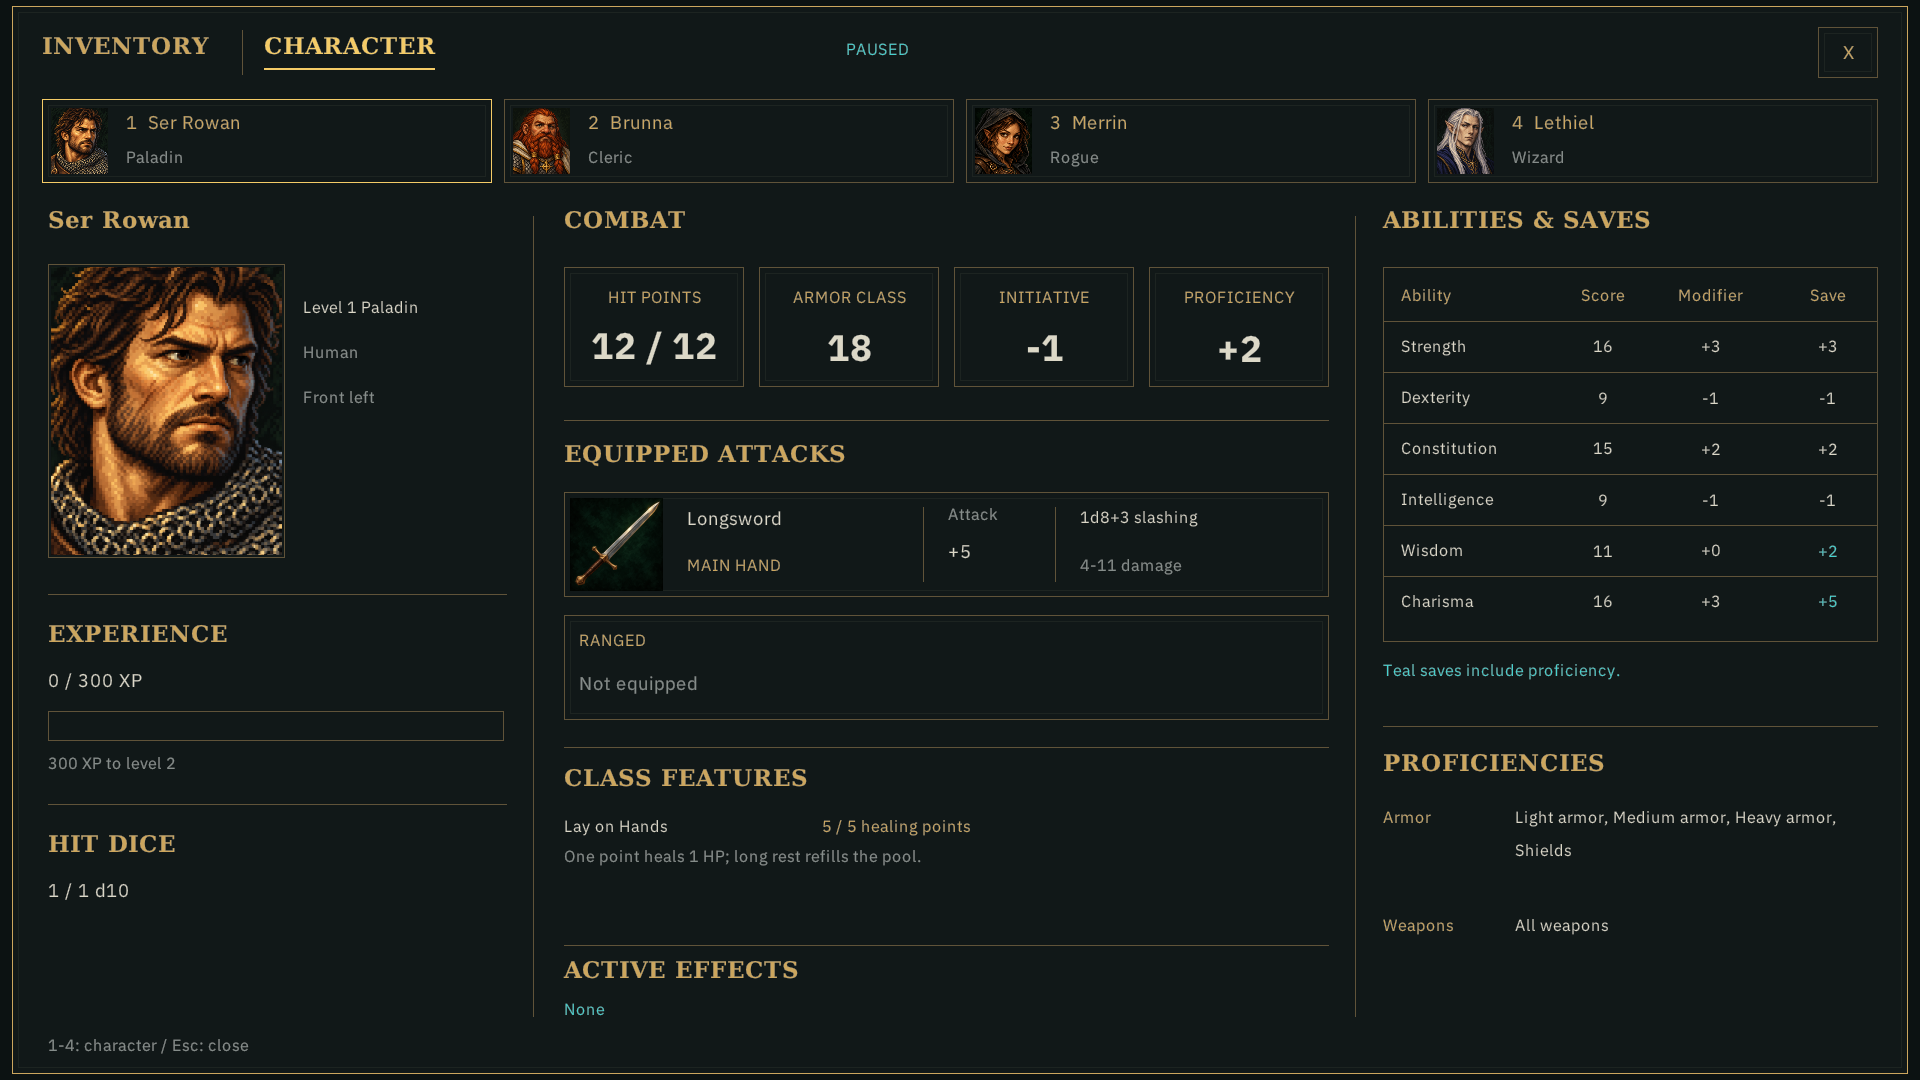 INVENTORY
CHARACTER
PAUSED
X
1 Ser Rowan
Paladin
2 Brunna
Cleric
3 Merrin
Rogue
4 Lethiel
Wizard
Ser Rowan
Level 1 Paladin
Human
Front left
EXPERIENCE
0 / 300 XP
300 XP to level 2
HIT DICE
1 / 1 d10
COMBAT
HIT POINTS
12 / 12
ARMOR CLASS
18
INITIATIVE
-1
PROFICIENCY
+2
EQUIPPED ATTACKS
Longsword
MAIN HAND
Attack
+5
1d8+3 slashing
4-11 damage
RANGED
Not equipped
CLASS FEATURES
Lay on Hands 5 / 5 healing points
One point heals 1 HP; long rest refills the pool.
ACTIVE EFFECTS
None
ABILITIES & SAVES
Ability Score Modifier Save
Strength 16 +3 +3
Dexterity 9 -1 -1
Constitution 15 +2 +2
Intelligence 9 -1 -1
Wisdom 11 +0 +2
Charisma 16 +3 +5
Teal saves include proficiency.
PROFICIENCIES
Armor Light armor, Medium armor, Heavy armor,
Shields
Weapons All weapons
1-4: character / Esc: close